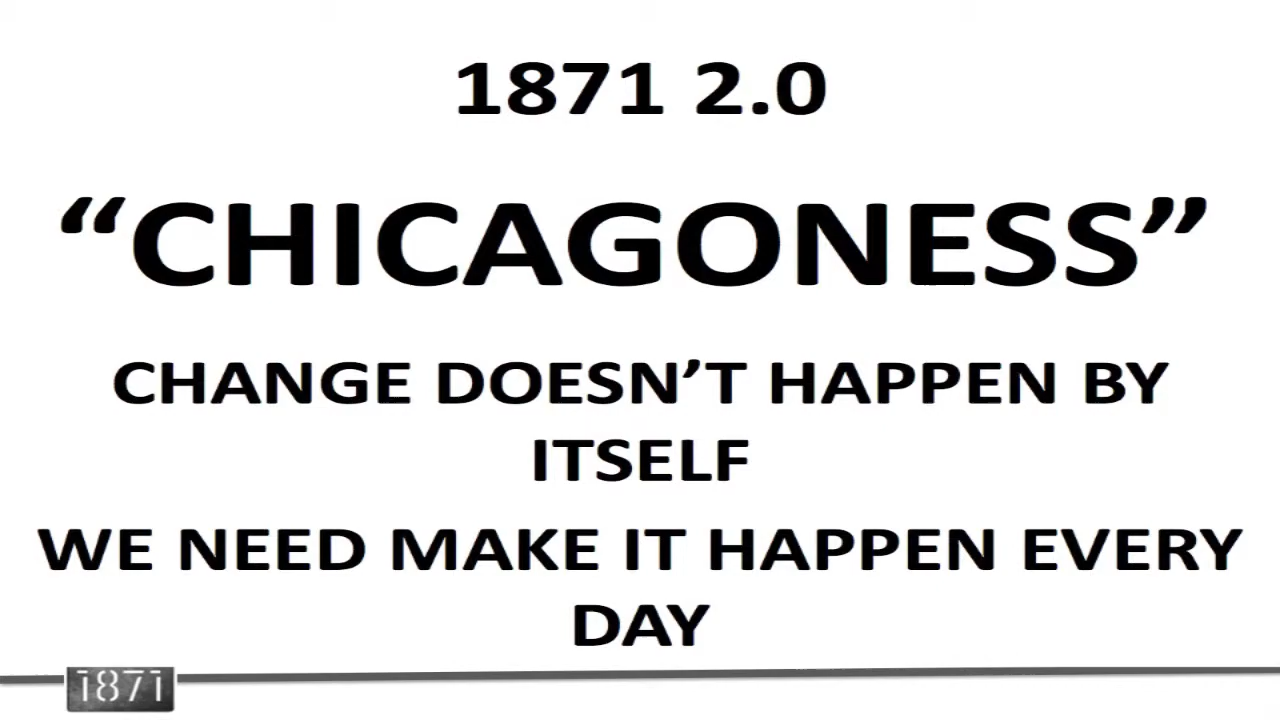 1871 2.0
“CHICAGONESS”
CHANGE DOESN’T HAPPEN BY
ITSELF
WE NEED MAKE IT HAPPEN EVERY
DAY
1871